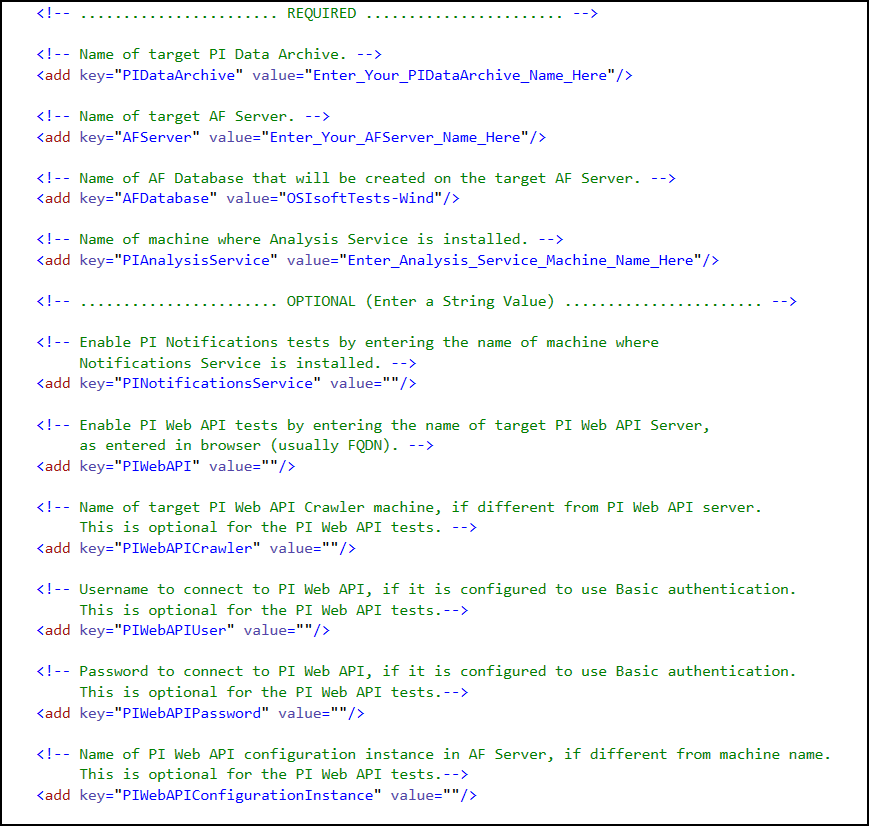 <!-- ....................... REQUIRED ....................... -->
<!-- Name of target PI Data Archive. -->
<add key="PIDataArchive" value="Enter_Your_PIDataArchive_Name_Here"/>
<!-- Name of target AF Server. -->
<add key="AFServer" value="Enter_Your_AFServer_Name_Here"/>
<!-- Name of AF Database that will be created on the target AF Server. -->
<add key="AFDatabase" value="OSIsoftTests-Wind"/>
<!-- Name of machine where Analysis Service is installed. -->
<add key="PIAnalysisService" value="Enter_Analysis_Service_Machine_Name_Here"/>
<!-- ....................... OPTIONAL (Enter a String Value) ....................... -->
<!-- Enable PI Notifications tests by entering the name of machine where
Notifications Service is installed. -->
<add key="PINotificationsService" value=""/>
<!-- Enable PI Web API tests by entering the name of target PI Web API Server,
as entered in browser (usually FQDN). -->
<add key="PIWebAPI" value=""/>
<!-- Name of target PI Web API Crawler machine, if different from PI Web API server.
This is optional for the PI Web API tests. -->
<add key="PIWebAPICrawler" value=""/>
<!-- Username to connect to PI Web API, if it is configured to use Basic authentication.
This is optional for the PI Web API tests.-->
<add key="PIWebAPIUser" value=""/>
<!-- Password to connect to PI Web API, if it is configured to use Basic authentication.
This is optional for the PI Web API tests.-->
<add key="PIWebAPIPassword" value=""/>
<!-- Name of PI Web API configuration instance in AF Server, if different from machine name.
This is optional for the PI Web API tests.-->
<add key="PIWebAPIConfigurationInstance" value=""/>